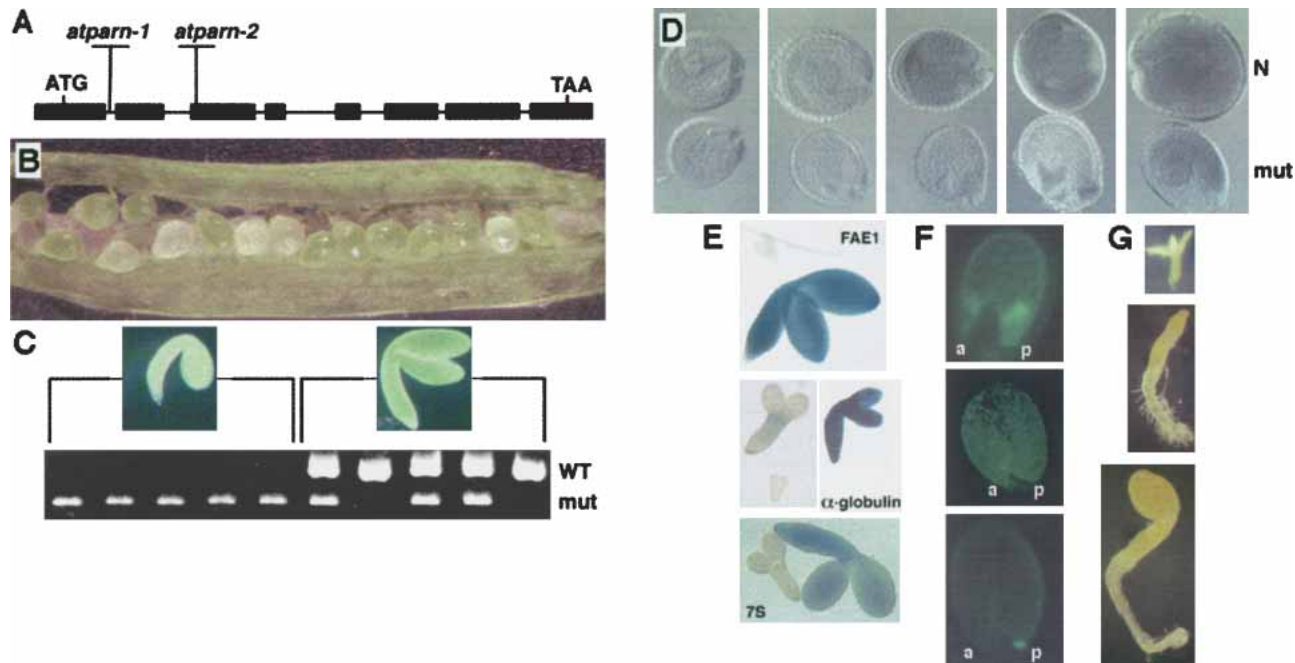 A
atparn-1 atparn-2
ATG
TAA
B
C
WT
mut
D
N
mut
E
FAE1
α-globulin
7S
F
a p
a p
a p
G